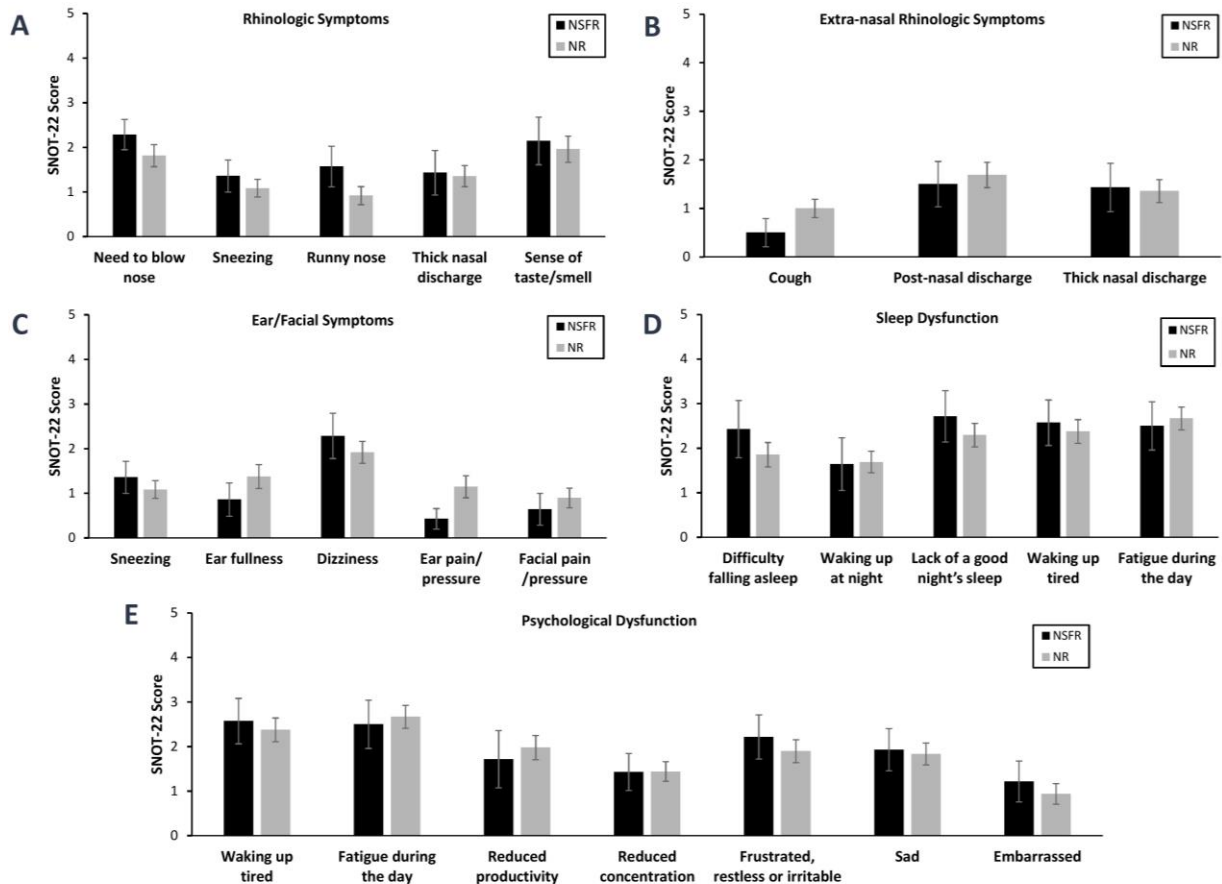 A
Rhinologic Symptoms
NSFR
NR
SNOT-22 Score
5
4
3
2
1
0
Need to blow
nose
Sneezing
Runny nose
Thick nasal
discharge
Sense of
taste/smell
B
Extra-nasal Rhinologic Symptoms
NSFR
NR
SNOT-22 Score
5
4
3
2
1
0
Cough
Post-nasal discharge
Thick nasal discharge
C
Ear/Facial Symptoms
NSFR
NR
SNOT-22 Score
5
4
3
2
1
0
Sneezing
Ear fullness
Dizziness
Ear pain/
pressure
Facial pain
/pressure
D
Sleep Dysfunction
NSFR
NR
SNOT-22 Score
5
4
3
2
1
0
Difficulty
falling asleep
Waking up
at night
Lack of a good
night's sleep
Waking up
tired
Fatigue during
the day
E
Psychological Dysfunction
NSFR
NR
SNOT-22 Score
5
4
3
2
1
0
Waking up
tired
Fatigue during
the day
Reduced
productivity
Reduced
concentration
Frustrated,
restless or irritable
Sad
Embarrassed